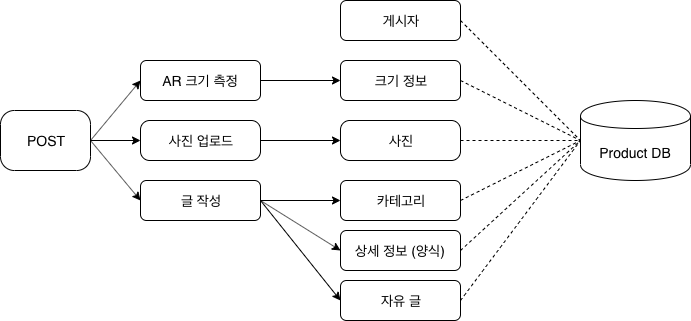 게시자
AR 크기 측정
크기 정보
POST
사진 업로드
사진
Product DB
글 작성
카테고리
상세 정보 (양식)
자유 글